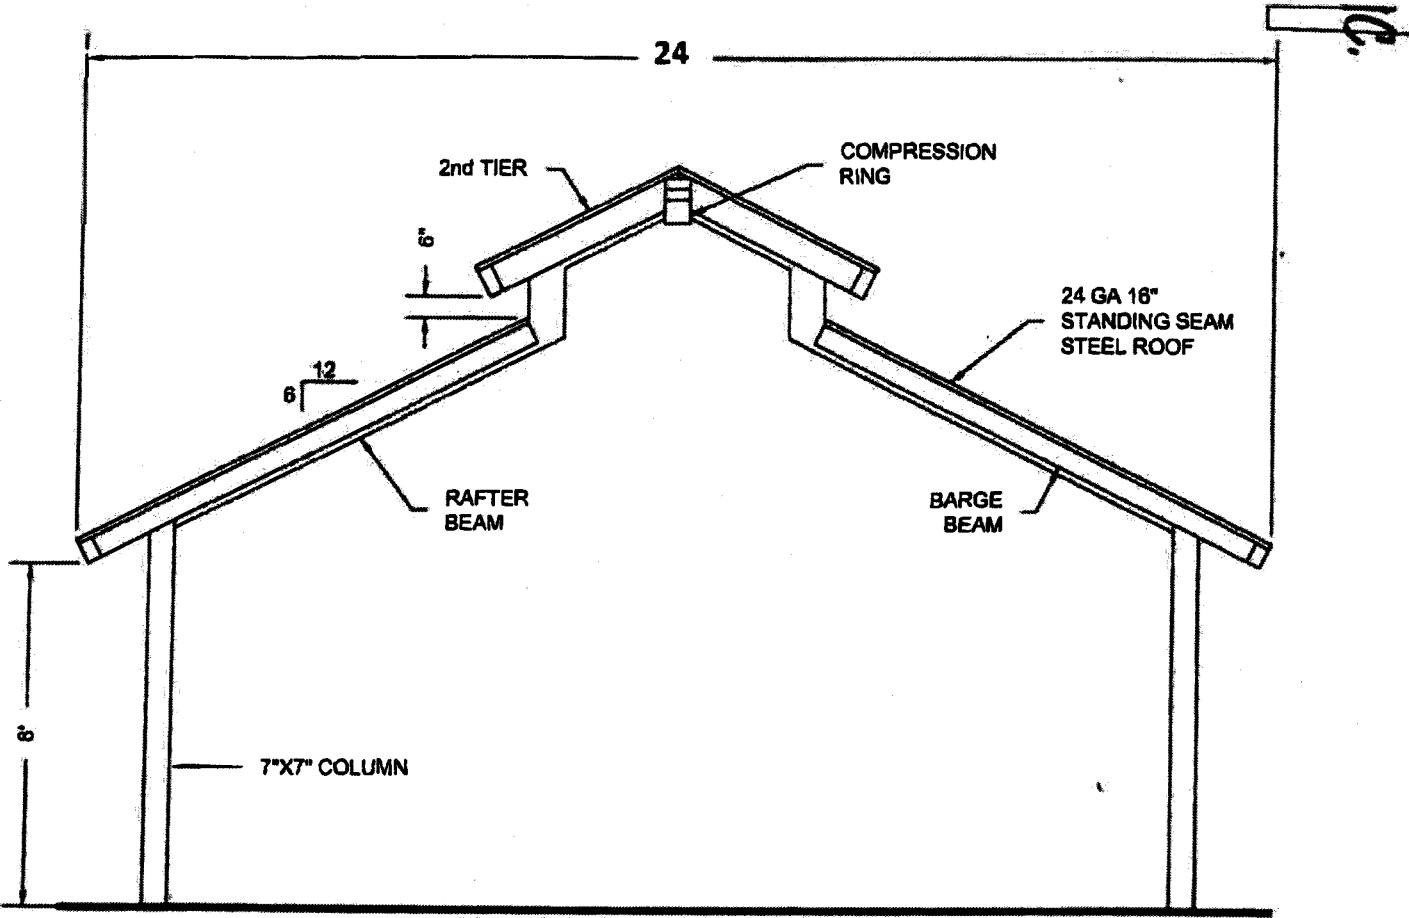 24
2nd TIER
COMPRESSION
RING
6"
24 GA 16"
STANDING SEAM
STEEL ROOF
12
6
RAFTER
BEAM
BARGE
BEAM
8'
7"X7" COLUMN